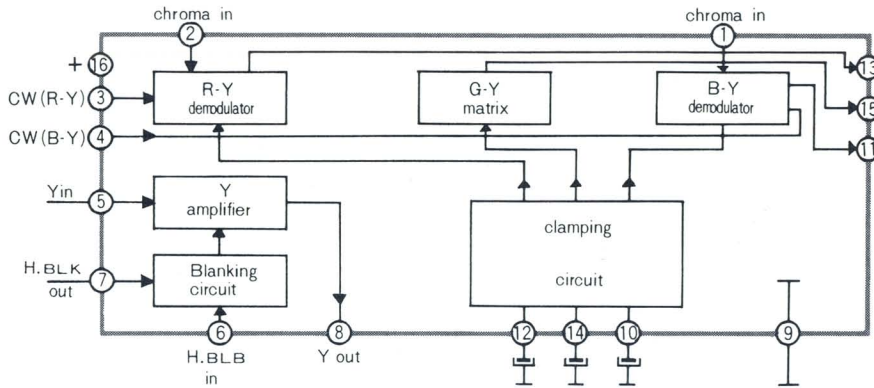 chroma in
chroma in
2
1
+ 16
13
R-Y
demodulator
G-Y
matrix
B-Y
demodulator
CW(R-Y) 3
15
CW(B-Y) 4
11
Yin
5
Y
amplifier
clamping
circuit
H.BLK
out
7
Blanking
circuit
6
8
12
14
10
9
H.BLB
in
Y out